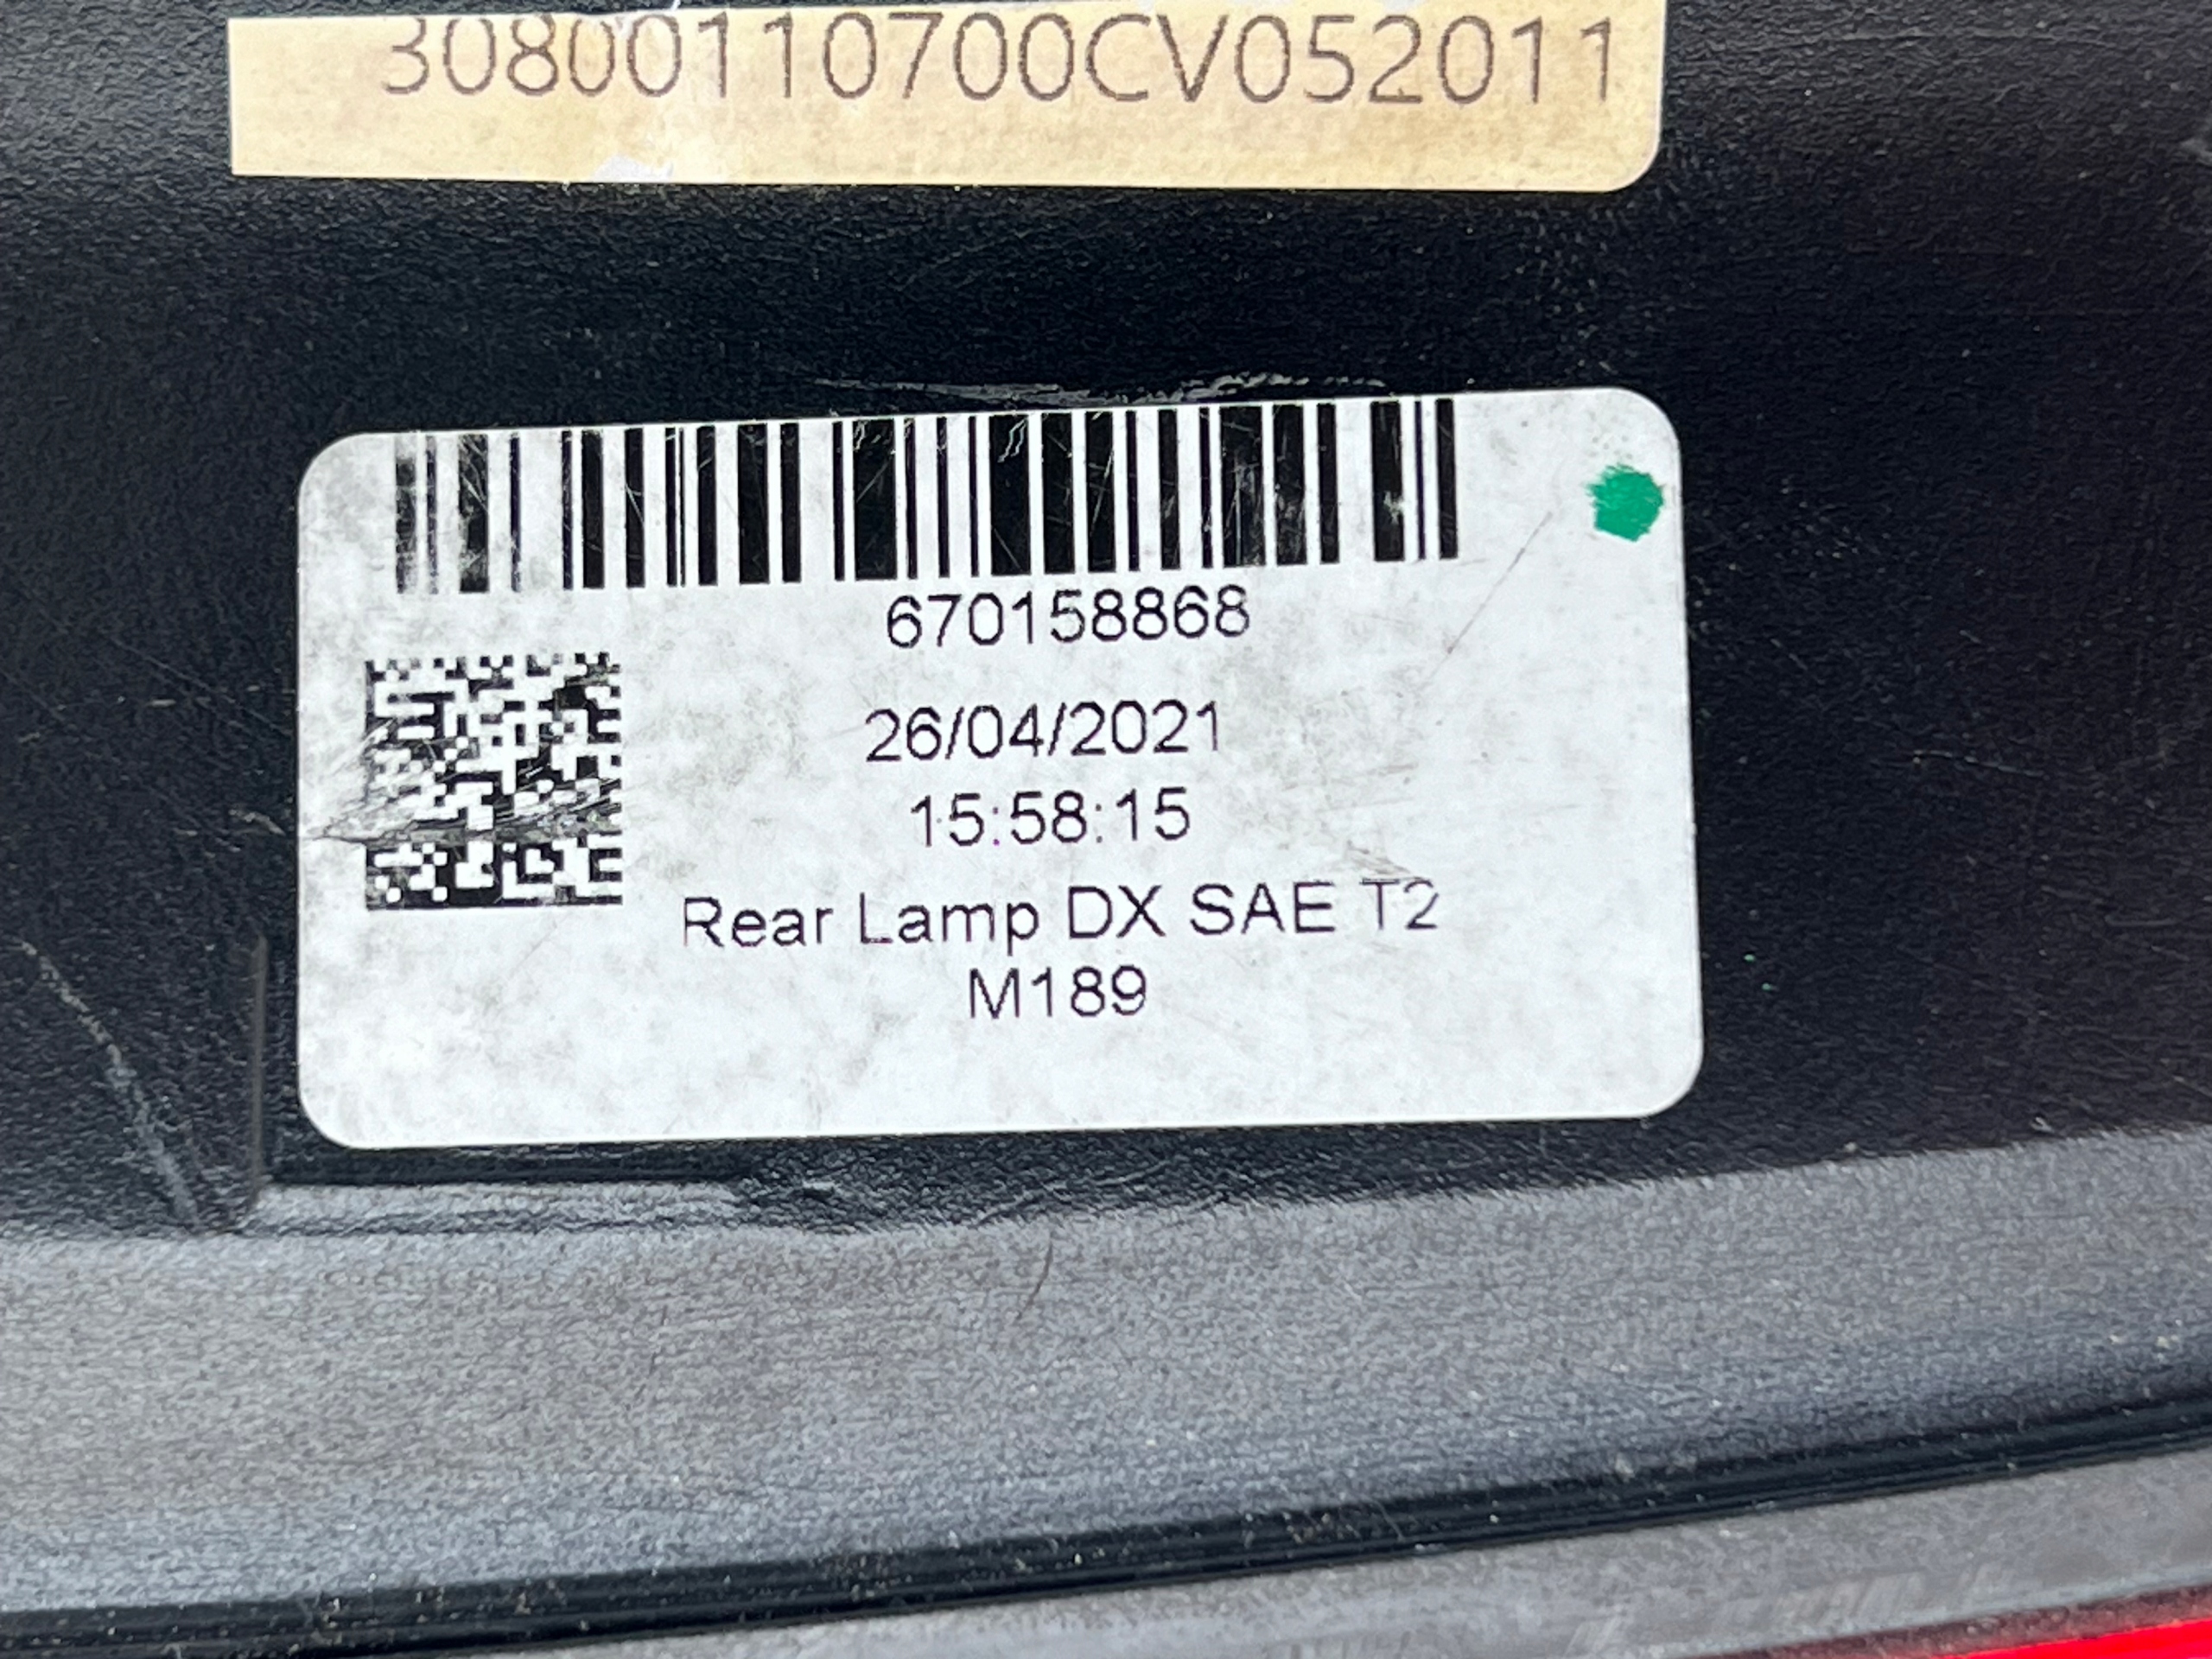 30800110700CV052011
670158868
26/04/2021
15:58:15
Rear Lamp DX SAE T2
M189